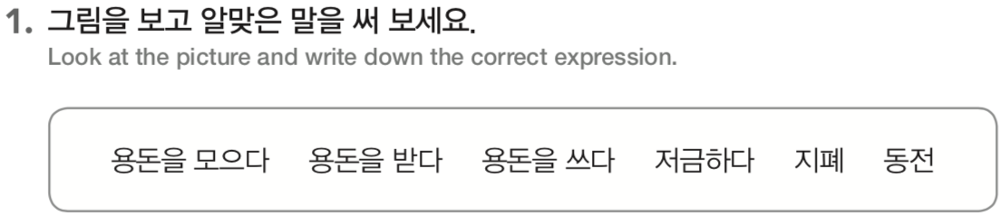 1. 그림을 보고 알맞은 말을 써 보세요.
Look at the picture and write down the correct expression.
용돈을 모으다 용돈을 받다 용돈을 쓰다 저금하다 지폐 동전